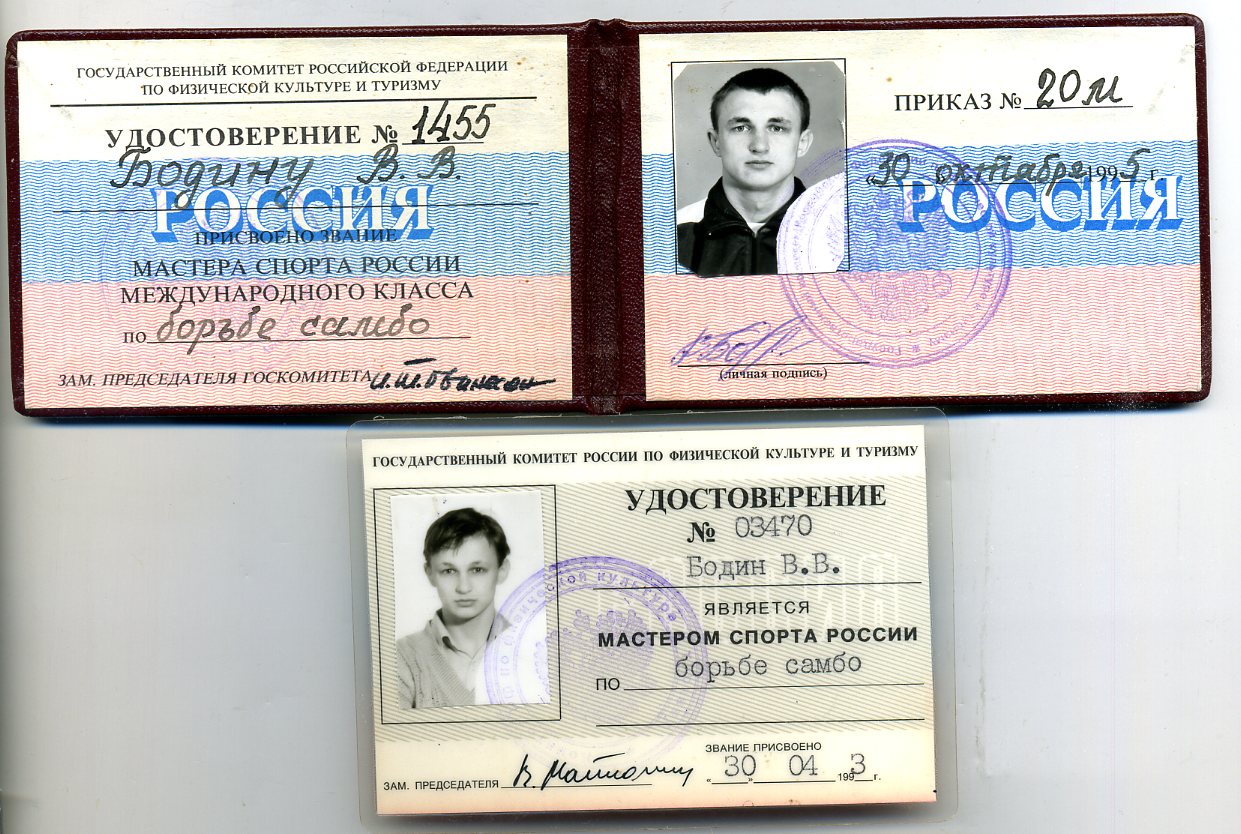 ГОСУДАРСТВЕННЫЙ КОМИТЕТ РОССИЙСКОЙ ФЕДЕРАЦИИ
ПО ФИЗИЧЕСКОЙ КУЛЬТУРЕ И ТУРИЗМУ
УДОСТОВЕРЕНИЕ № 1455
Бодину В. В.
РОССИЯ
ПРИСВОЕНО ЗВАНИЕ
МАСТЕРА СПОРТА РОССИИ
МЕЖДУНАРОДНОГО КЛАССА
по борьбе самбо
ЗАМ. ПРЕДСЕДАТЕЛЯ ГОСКОМИТЕТА
ПРИКАЗ № 20м
«30 октября 1995 г.
РОССИЯ
(личная подпись)
ГОСУДАРСТВЕННЫЙ КОМИТЕТ РОССИИ ПО ФИЗИЧЕСКОЙ КУЛЬТУРЕ И ТУРИЗМУ
УДОСТОВЕРЕНИЕ
№ 03470
Бодин В.В.
ЯВЛЯЕТСЯ
МАСТЕРОМ СПОРТА РОССИИ
ПО борьбе самбо
по физической культуре
ЗВАНИЕ ПРИСВОЕНО
ЗАМ. ПРЕДСЕДАТЕЛЯ «30» 04 1993 г.